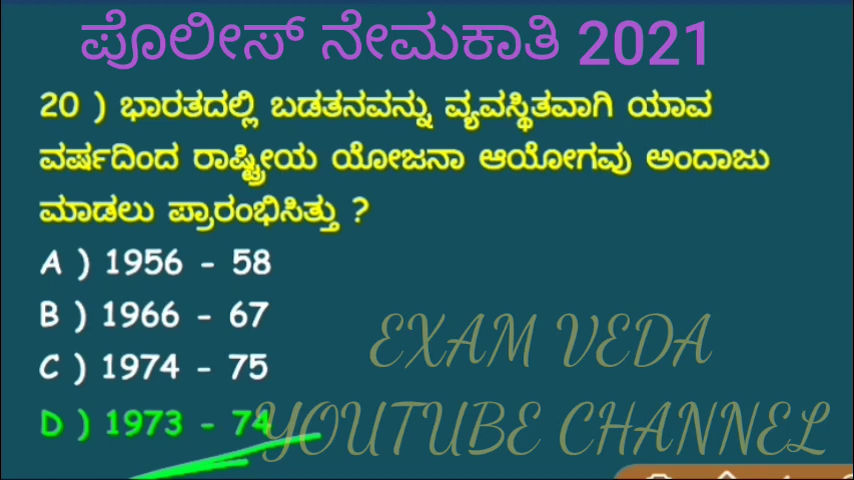 ಪೊಲೀಸ್ ನೇಮಕಾತಿ 2021
20 ) ಭಾರತದಲ್ಲಿ ಬಡತನವನ್ನು ವ್ಯವಸ್ಥಿತವಾಗಿ ಯಾವ
ವರ್ಷದಿಂದ ರಾಷ್ಟ್ರೀಯ ಯೋಜನಾ ಆಯೋಗವು ಅಂದಾಜು
ಮಾಡಲು ಪ್ರಾರಂಭಿಸಿತ್ತು ?
A ) 1956 - 58
B ) 1966 - 67
C ) 1974 - 75
D ) 1973 - 74
EXAM VEDA
YOUTUBE CHANNEL